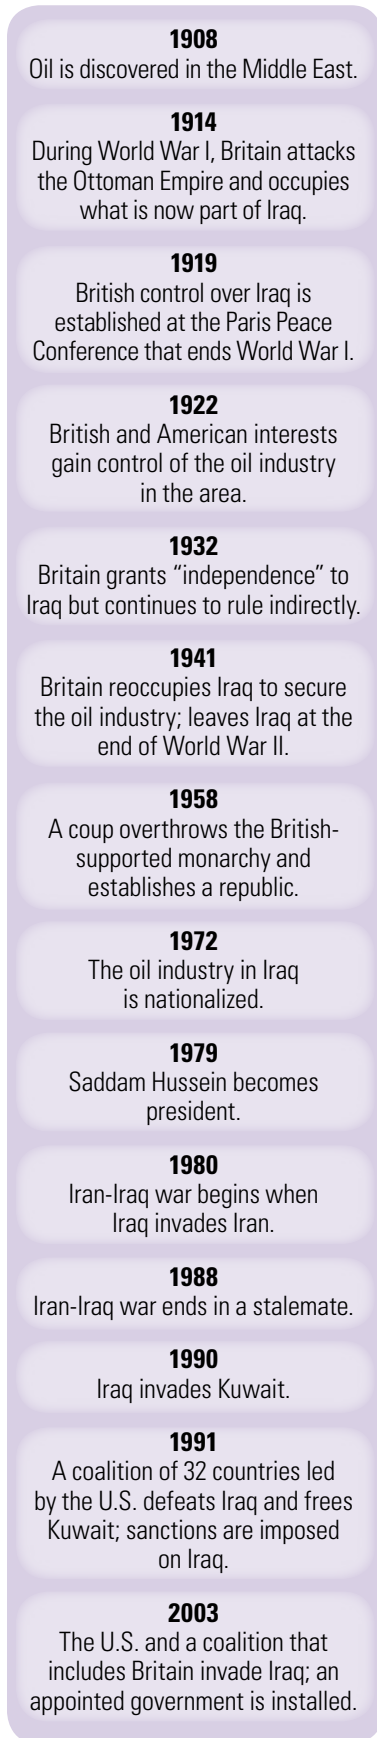 1908
Oil is discovered in the Middle East.
1914
During World War I, Britain attacks
the Ottoman Empire and occupies
what is now part of Iraq.
1919
British control over Iraq is
established at the Paris Peace
Conference that ends World War I.
1922
British and American interests
gain control of the oil industry
in the area.
1932
Britain grants “independence” to
Iraq but continues to rule indirectly.
1941
Britain reoccupies Iraq to secure
the oil industry; leaves Iraq at the
end of World War II.
1958
A coup overthrows the British-
supported monarchy and
establishes a republic.
1972
The oil industry in Iraq
is nationalized.
1979
Saddam Hussein becomes
president.
1980
Iran-Iraq war begins when
Iraq invades Iran.
1988
Iran-Iraq war ends in a stalemate.
1990
Iraq invades Kuwait.
1991
A coalition of 32 countries led
by the U.S. defeats Iraq and frees
Kuwait; sanctions are imposed
on Iraq.
2003
The U.S. and a coalition that
includes Britain invade Iraq; an
appointed government is installed.